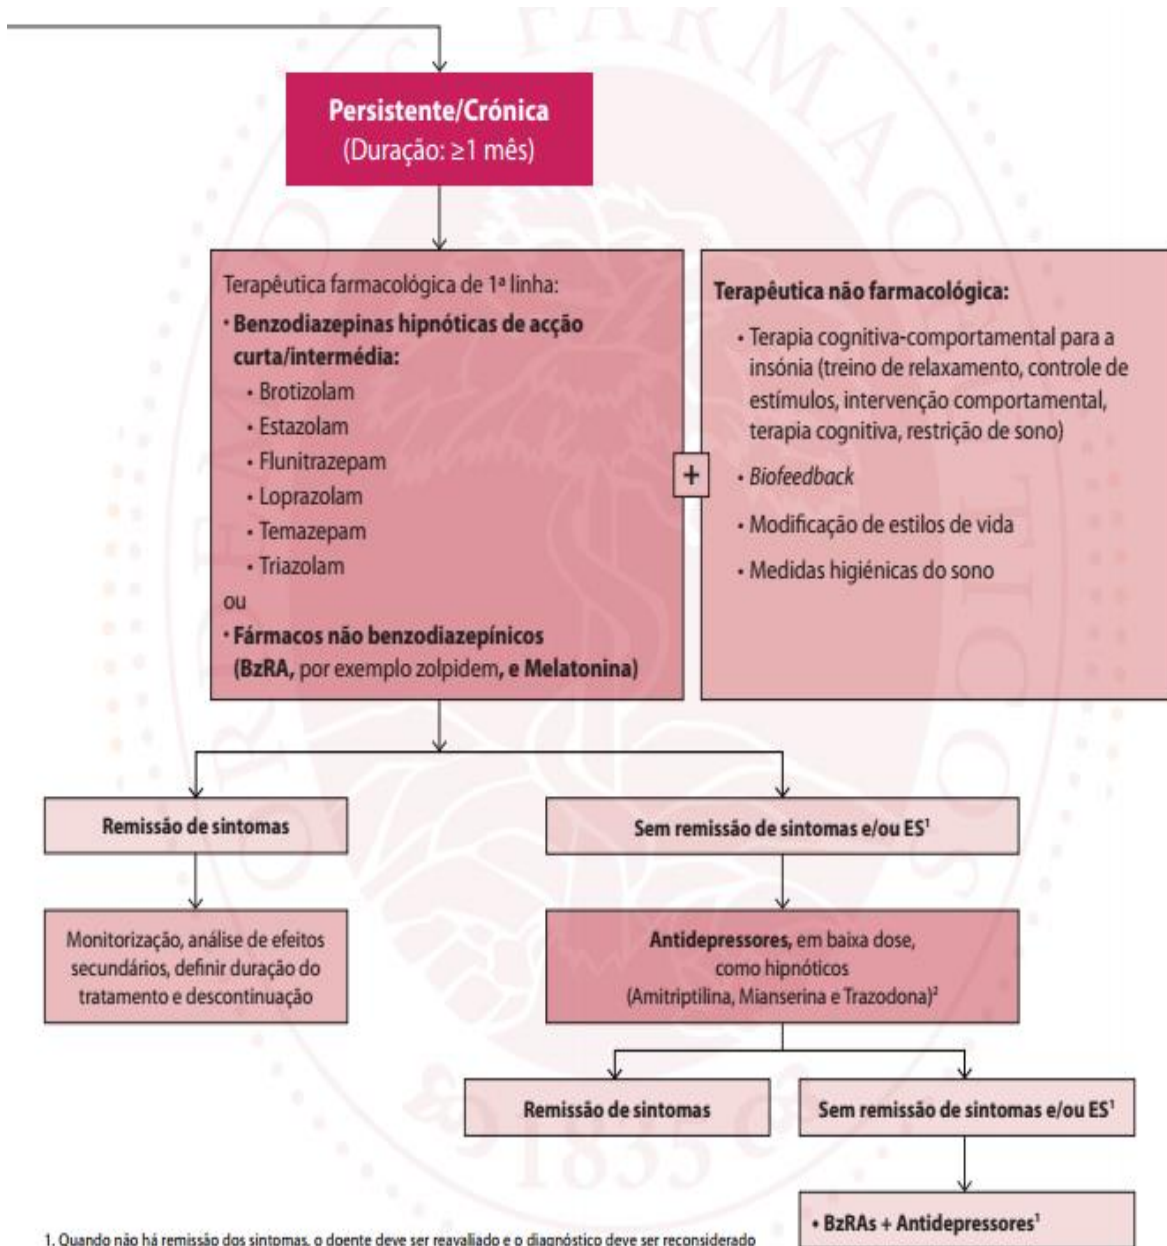 Persistente/Crónica
(Duração: ≥1 mês)
Terapêutica farmacológica de 1ª linha:
• Benzodiazepinas hipnóticas de acção
curta/intermédia:
• Brotizolam
• Estazolam
• Flunitrazepam
• Loprazolam
• Temazepam
• Triazolam
ou
• Fármacos não benzodiazepínicos
(BzRA, por exemplo zolpidem, e Melatonina)
+
Terapêutica não farmacológica:
• Terapia cognitiva-comportamental para a
insónia (treino de relaxamento, controle de
estímulos, intervenção comportamental,
terapia cognitiva, restrição de sono)
• Biofeedback
• Modificação de estilos de vida
• Medidas higiénicas do sono
Remissão de sintomas
Sem remissão de sintomas e/ou ES¹
Monitorização, análise de efeitos
secundários, definir duração do
tratamento e descontinuação
Antidepressores, em baixa dose,
como hipnóticos
(Amitriptilina, Mianserina e Trazodona)²
Remissão de sintomas
Sem remissão de sintomas e/ou ES¹
• BzRAs + Antidepressores¹
1. Quando não há remissão dos sintomas, o doente deve ser reavaliado e o diagnóstico deve ser reconsiderado
1835